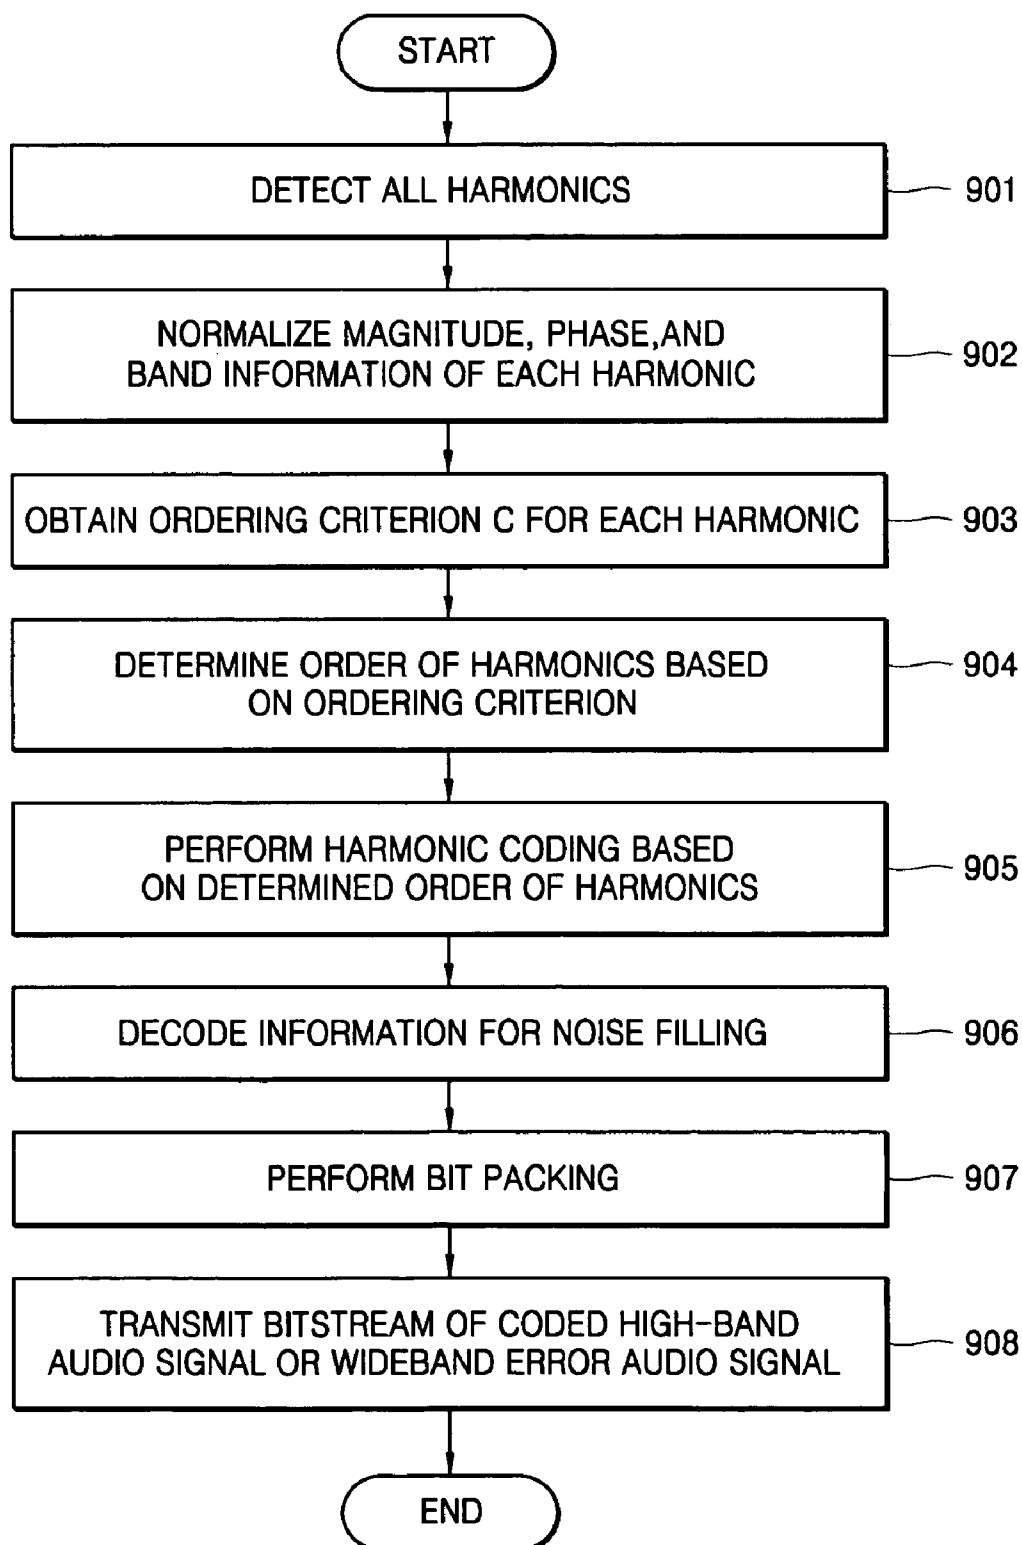 START
DETECT ALL HARMONICS
901
NORMALIZE MAGNITUDE, PHASE,AND
BAND INFORMATION OF EACH HARMONIC
902
OBTAIN ORDERING CRITERION C FOR EACH HARMONIC
903
DETERMINE ORDER OF HARMONICS BASED
ON ORDERING CRITERION
904
PERFORM HARMONIC CODING BASED
ON DETERMINED ORDER OF HARMONICS
905
DECODE INFORMATION FOR NOISE FILLING
906
PERFORM BIT PACKING
907
TRANSMIT BITSTREAM OF CODED HIGH-BAND
AUDIO SIGNAL OR WIDEBAND ERROR AUDIO SIGNAL
908
END